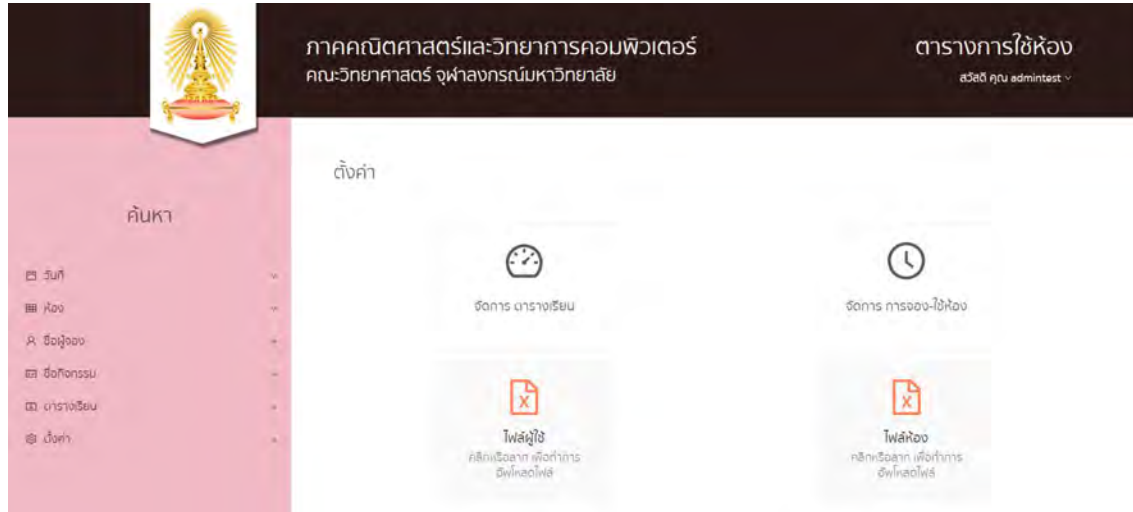 ภาคคณิตศาสตร์และวิทยาการคอมพิวเตอร์
คณะวิทยาศาสตร์ จุฬาลงกรณ์มหาวิทยาลัย
ตารางการใช้ห้อง
สวัสดี คุณ admintest
ค้นหา
วันที่
ห้อง
ชื่อผู้จอง
ชื่อกิจกรรม
ตารางเรียน
ตั้งค่า
ตั้งค่า
จัดการ ตารางเรียน
จัดการ การจอง-ใช้ห้อง
ไฟล์ผู้ใช้
คลิกหรือลาก เพื่อทำการ
อัพโหลดไฟล์
ไฟล์ห้อง
คลิกหรือลาก เพื่อทำการ
อัพโหลดไฟล์